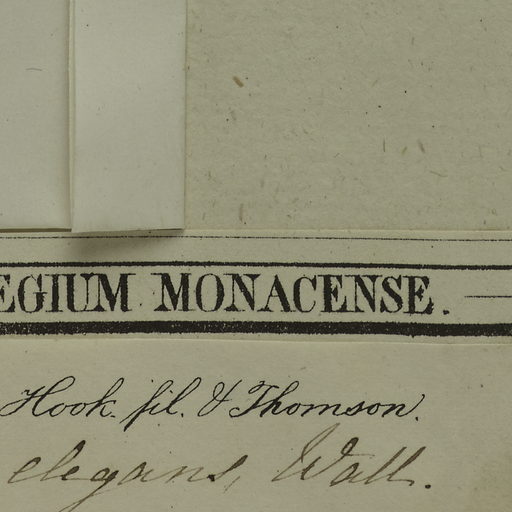 EGIUM MONACENSE.
Hook. fil. & Thomson.
elegans, Wall.